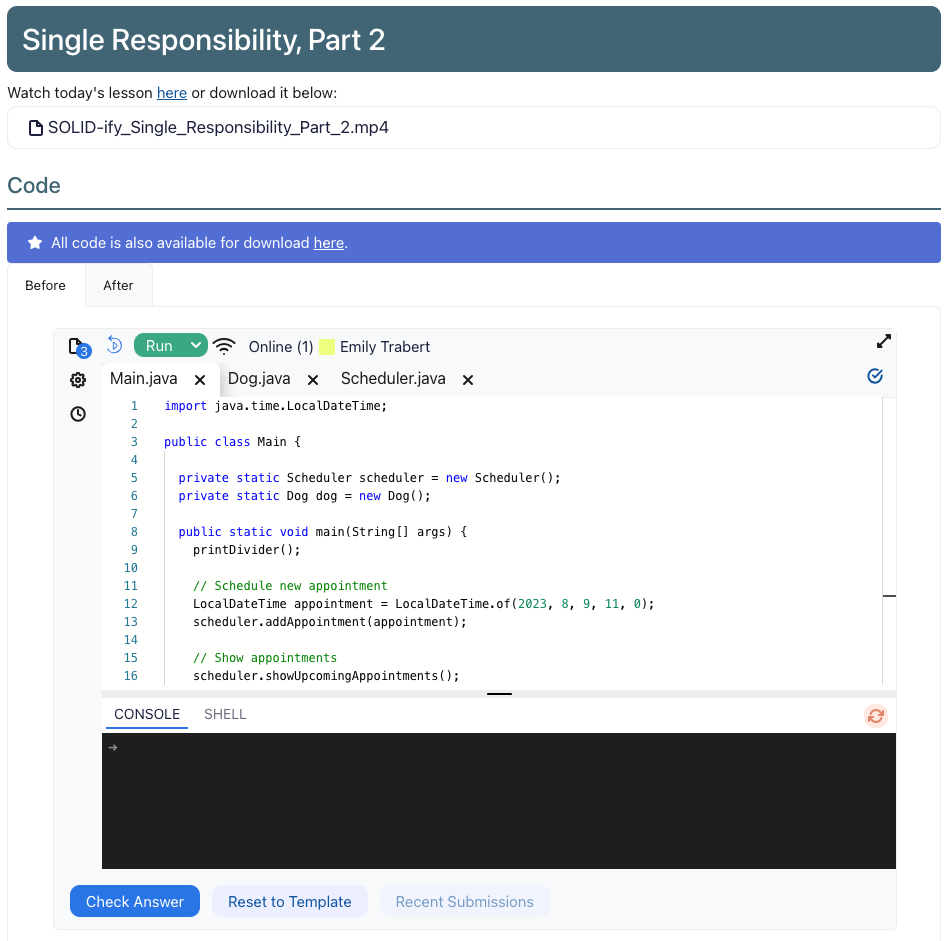 Single Responsibility, Part 2
Watch today's lesson here or download it below:
SOLID-ify_Single_Responsibility_Part_2.mp4
Code
All code is also available for download here.
Before After
3 Run Online (1) Emily Trabert
Main.java Dog.java Scheduler.java
1 import java.time.LocalDateTime;
2
3 public class Main {
4
5 private static Scheduler scheduler = new Scheduler();
6 private static Dog dog = new Dog();
7
8 public static void main(String[] args) {
9 printDivider();
10
11 // Schedule new appointment
12 LocalDateTime appointment = LocalDateTime.of(2023, 8, 9, 11, 0);
13 scheduler.addAppointment(appointment);
14
15 // Show appointments
16 scheduler.showUpcomingAppointments();
CONSOLE SHELL
→
Check Answer Reset to Template Recent Submissions